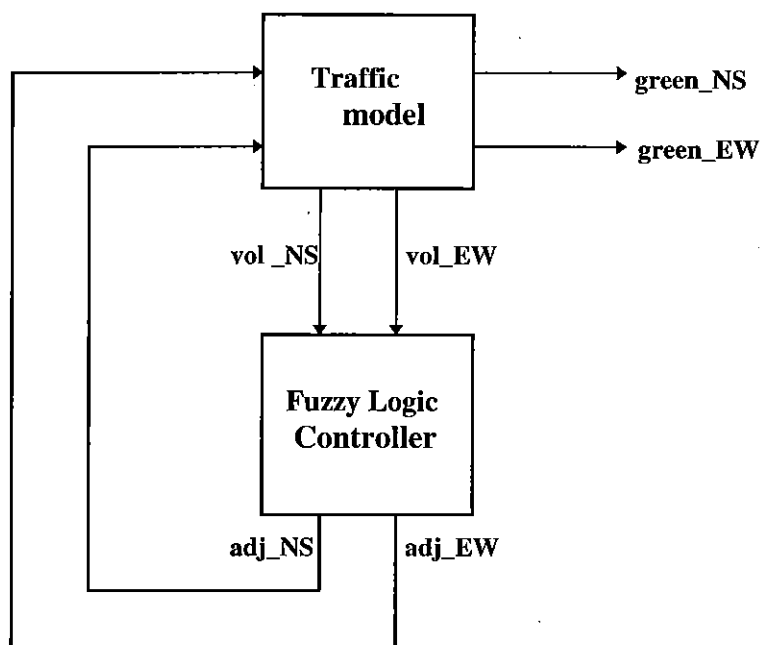 Traffic
model
green_NS
green_EW
vol _NS
vol_EW
Fuzzy Logic
Controller
adj_NS
adj_EW